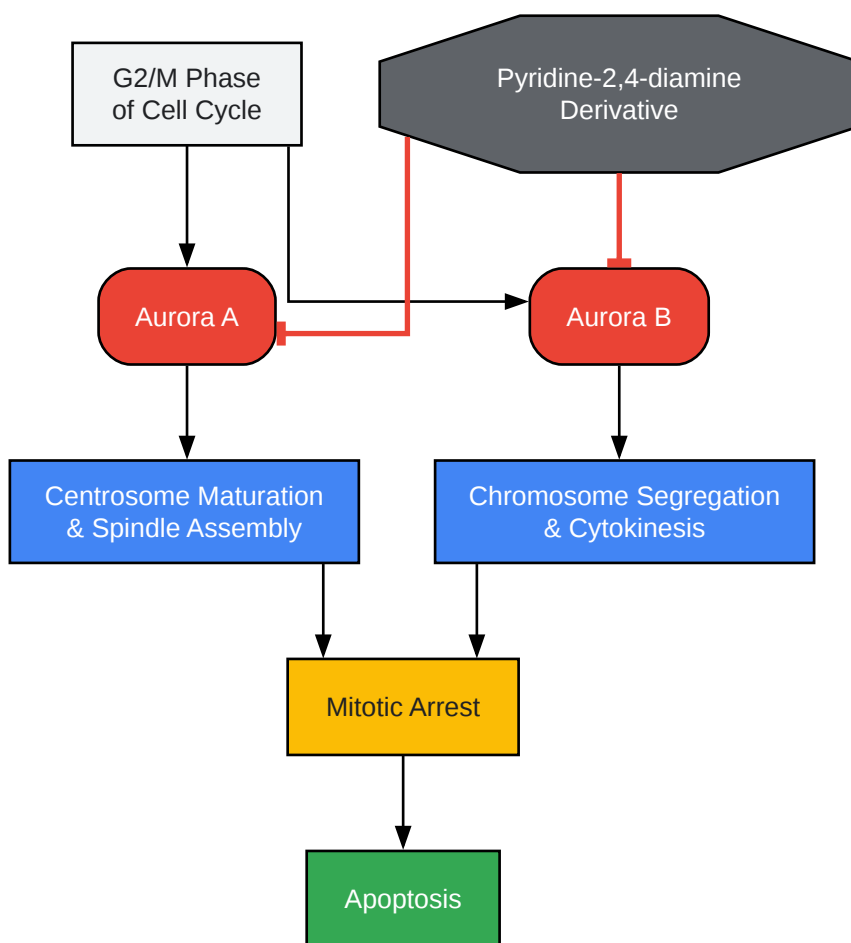 G2/M Phase
of Cell Cycle
Pyridine-2,4-diamine
Derivative
Aurora A
Aurora B
Centrosome Maturation
& Spindle Assembly
Chromosome Segregation
& Cytokinesis
Mitotic Arrest
Apoptosis